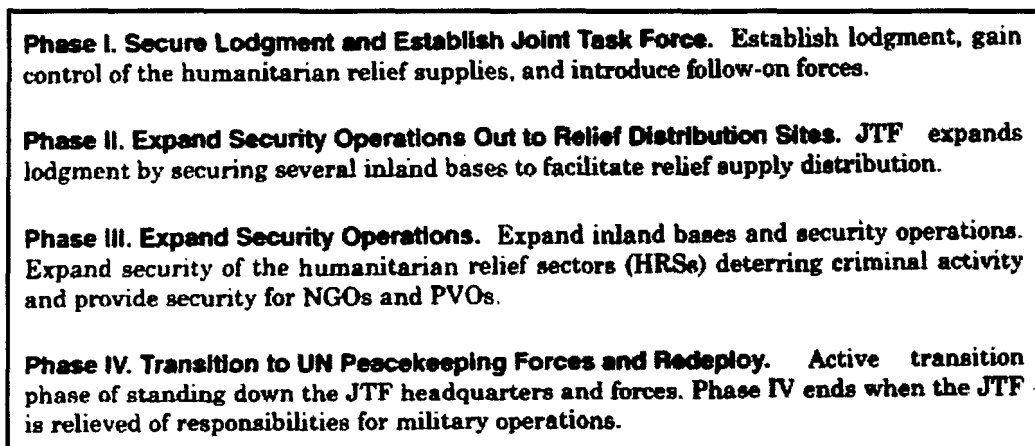 Phase I. Secure Lodgment and Establish Joint Task Force. Establish lodgment, gain
control of the humanitarian relief supplies, and introduce follow-on forces.
Phase II. Expand Security Operations Out to Relief Distribution Sites. JTF expands
lodgment by securing several inland bases to facilitate relief supply distribution.
Phase III. Expand Security Operations. Expand inland bases and security operations.
Expand security of the humanitarian relief sectors (HRSs) deterring criminal activity
and provide security for NGOs and PVOs.
Phase IV. Transition to UN Peacekeeping Forces and Redeploy. Active transition
phase of standing down the JTF headquarters and forces. Phase IV ends when the JTF
is relieved of responsibilities for military operations.